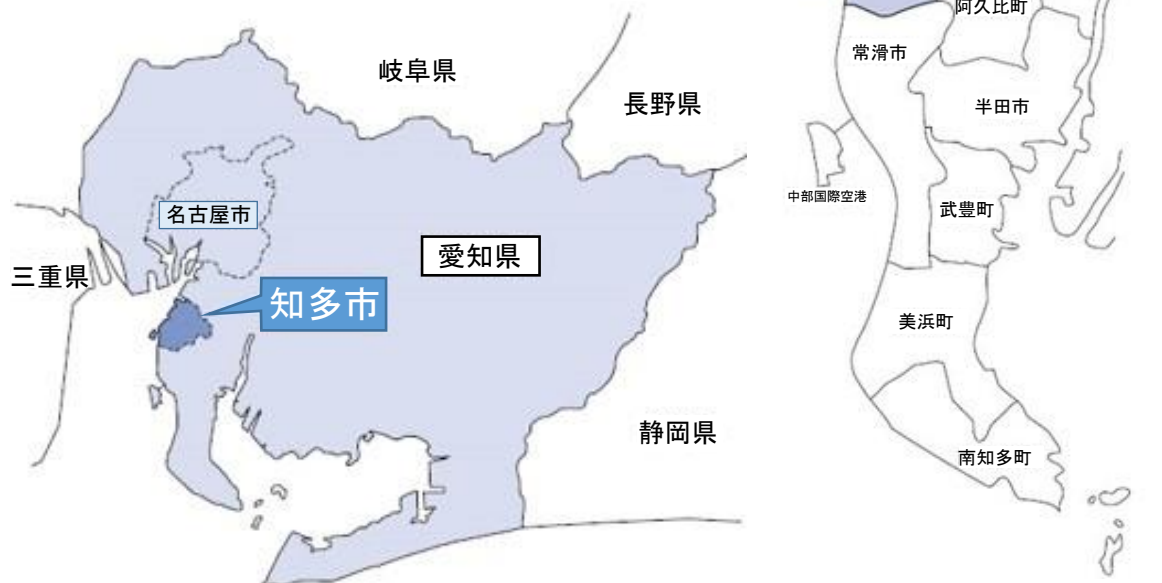 岐阜県
長野県
名古屋市
愛知県
三重県
知多市
静岡県
阿久比町
常滑市
半田市
中部国際空港
武豊町
美浜町
南知多町